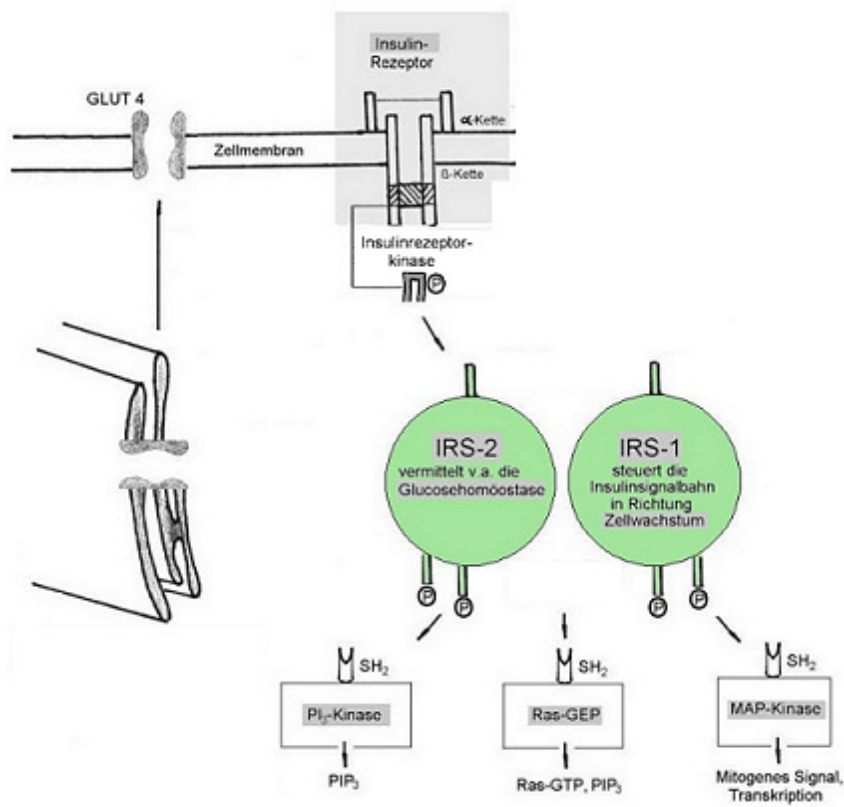 Insulin-
Rezeptor
GLUT 4
α-Kette
Zellmembran
ß-Kette
Insulinrezeptor-
kinase
P
IRS-2
vermittelt v.a. die
Glucosehomöostase
IRS-1
steuert die
Insulinsignalbahn
in Richtung
Zellwachstum
P
P
P
P
SH₂
SH₂
SH₂
PI₃-Kinase
Ras-GEP
MAP-Kinase
PIP₃
Ras-GTP, PIP₃
Mitogenes Signal,
Transkription